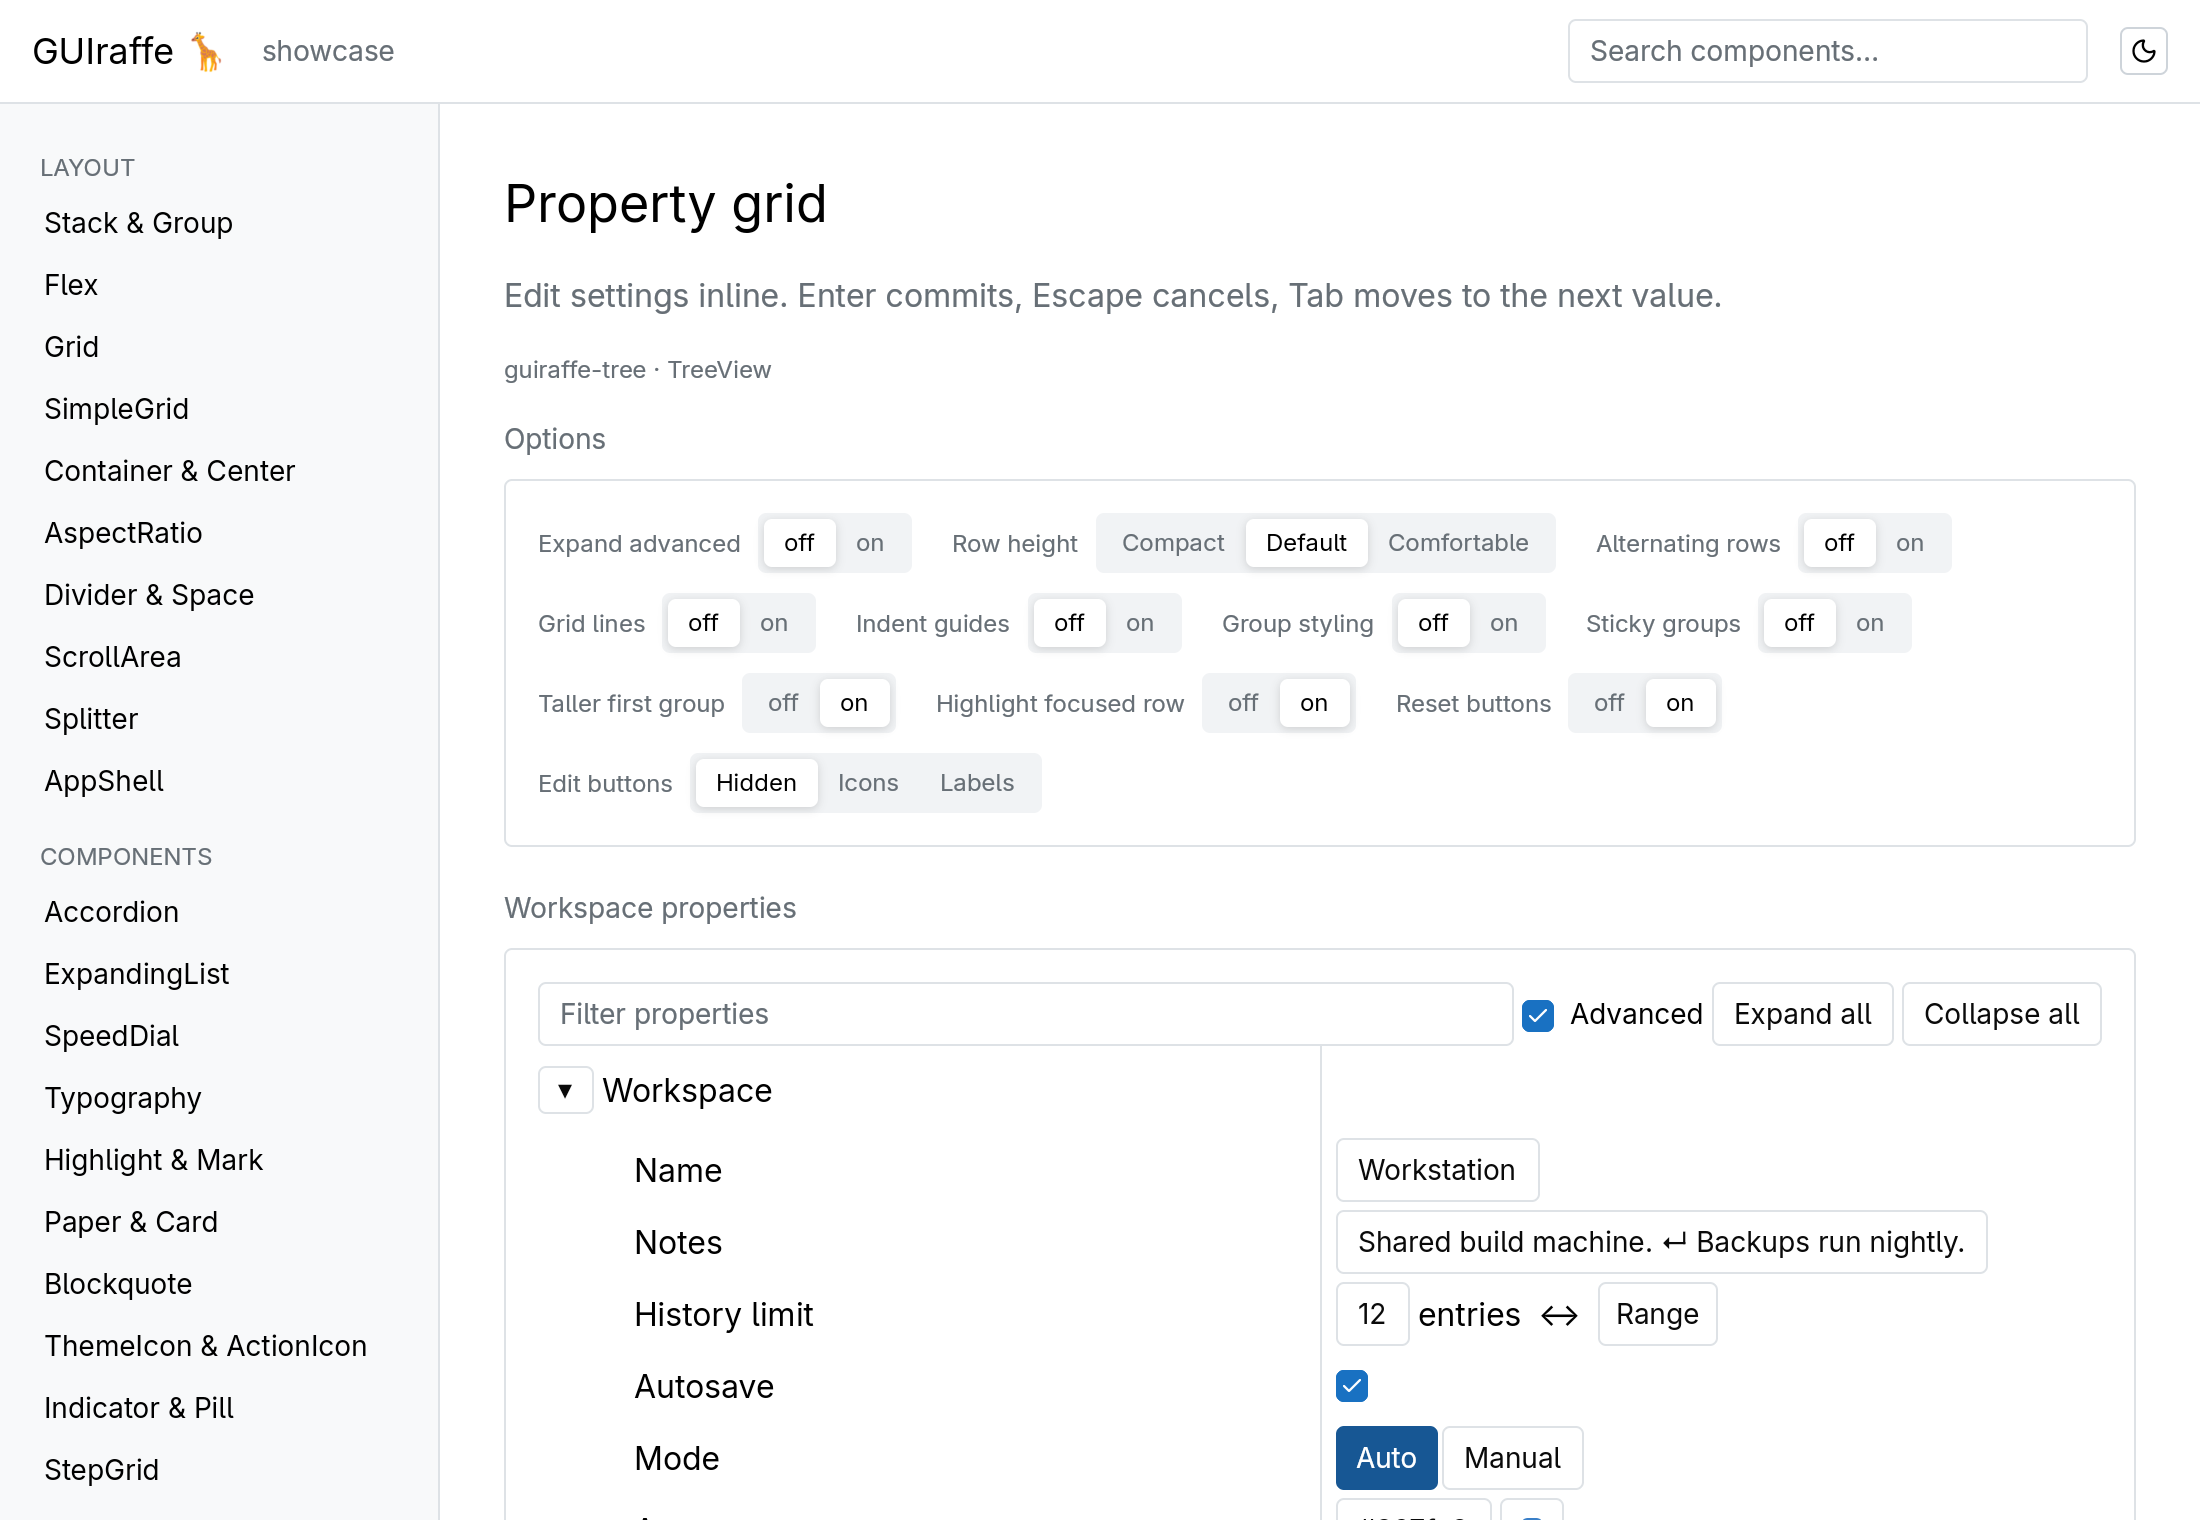 GUIraffe 🦒 showcase Search components...
LAYOUT
Stack & Group
Flex
Grid
SimpleGrid
Container & Center
AspectRatio
Divider & Space
ScrollArea
Splitter
AppShell
COMPONENTS
Accordion
ExpandingList
SpeedDial
Typography
Highlight & Mark
Paper & Card
Blockquote
ThemeIcon & ActionIcon
Indicator & Pill
StepGrid
Property grid
Edit settings inline. Enter commits, Escape cancels, Tab moves to the next value.
guiraffe-tree · TreeView
Options
Expand advanced off on Row height Compact Default Comfortable Alternating rows off on
Grid lines off on Indent guides off on Group styling off on Sticky groups off on
Taller first group off on Highlight focused row off on Reset buttons off on
Edit buttons Hidden Icons Labels
Workspace properties
Filter properties Advanced Expand all Collapse all
▼ Workspace
Name Workstation
Notes Shared build machine. ↵ Backups run nightly.
History limit 12 entries ↔ Range
Autosave
Mode Auto Manual